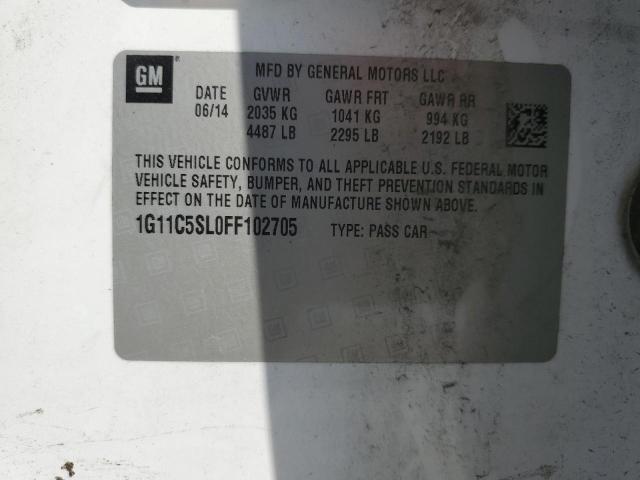 GM
MFD BY GENERAL MOTORS LLC
DATE GVWR GAWR FRT GAWR RR
06/14 2035 KG 1041 KG 994 KG
4487 LB 2295 LB 2192 LB
THIS VEHICLE CONFORMS TO ALL APPLICABLE U.S. FEDERAL MOTOR
VEHICLE SAFETY, BUMPER, AND THEFT PREVENTION STANDARDS IN
EFFECT ON THE DATE OF MANUFACTURE SHOWN ABOVE.
1G11C5SL0FF102705 TYPE: PASS CAR